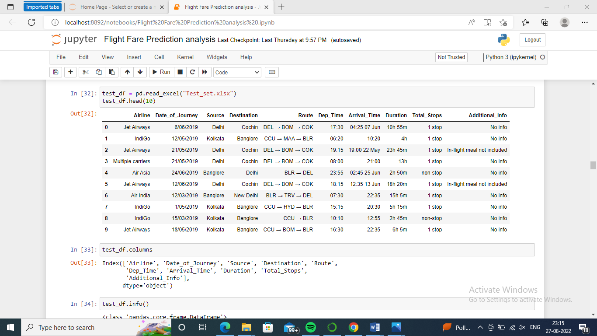 Imported tabs
Home Page - Select or create a
Flight Fare Prediction analysis -
localhost:8092/notebooks/Flight%20Fare%20Prediction%20analysis%20.ipynb
jupyter Flight Fare Prediction analysis Last Checkpoint: Last Thursday at 9:57 PM (autosaved)
Logout
File Edit View Insert Cell Kernel Widgets Help
Not Trusted
Python 3 (ipykernel)
Run
Code
In [32]: test_df = pd.read_excel("Test_set.xlsx")
test_df.head(10)
Out[32]:
Airline Date_of_Journey Source Destination Route Dep_Time Arrival_Time Duration Total_Stops Additional_Info
0 Jet Airways 6/06/2019 Delhi Cochin DEL → BOM → COK 17:30 04:25 07 Jun 10h 55m 1 stop No info
1 IndiGo 12/05/2019 Kolkata Banglore CCU → MAA → BLR 06:20 10:20 4h 1 stop No info
2 Jet Airways 21/05/2019 Delhi Cochin DEL → BOM → COK 19:15 19:00 22 May 23h 45m 1 stop In-flight meal not included
3 Multiple carriers 21/05/2019 Delhi Cochin DEL → BOM → COK 08:00 21:00 13h 1 stop No info
4 Air Asia 24/06/2019 Banglore Delhi BLR → DEL 23:55 02:45 25 Jun 2h 50m non-stop No info
5 Jet Airways 12/06/2019 Delhi Cochin DEL → BOM → COK 18:15 12:35 13 Jun 18h 20m 1 stop In-flight meal not included
6 Air India 12/03/2019 Banglore New Delhi BLR → TRV → DEL 07:30 22:35 15h 5m 1 stop No info
7 IndiGo 1/05/2019 Kolkata Banglore CCU → HYD → BLR 15:15 20:30 5h 15m 1 stop No info
8 IndiGo 15/03/2019 Kolkata Banglore CCU → BLR 10:10 12:55 2h 45m non-stop No info
9 Jet Airways 18/05/2019 Kolkata Banglore CCU → BOM → BLR 16:30 22:35 6h 5m 1 stop No info
In [33]: test_df.columns
Out[33]: Index(['Airline', 'Date_of_Journey', 'Source', 'Destination', 'Route',
'Dep_Time', 'Arrival_Time', 'Duration', 'Total_Stops',
'Additional_Info'],
dtype='object')
In [34]: test_df.info()
<class 'pandas.core.frame.DataFrame'>
Activate Windows
Go to Settings to activate Windows.
Type here to search
99+
Poll...
ENG
23:15
27-08-2022